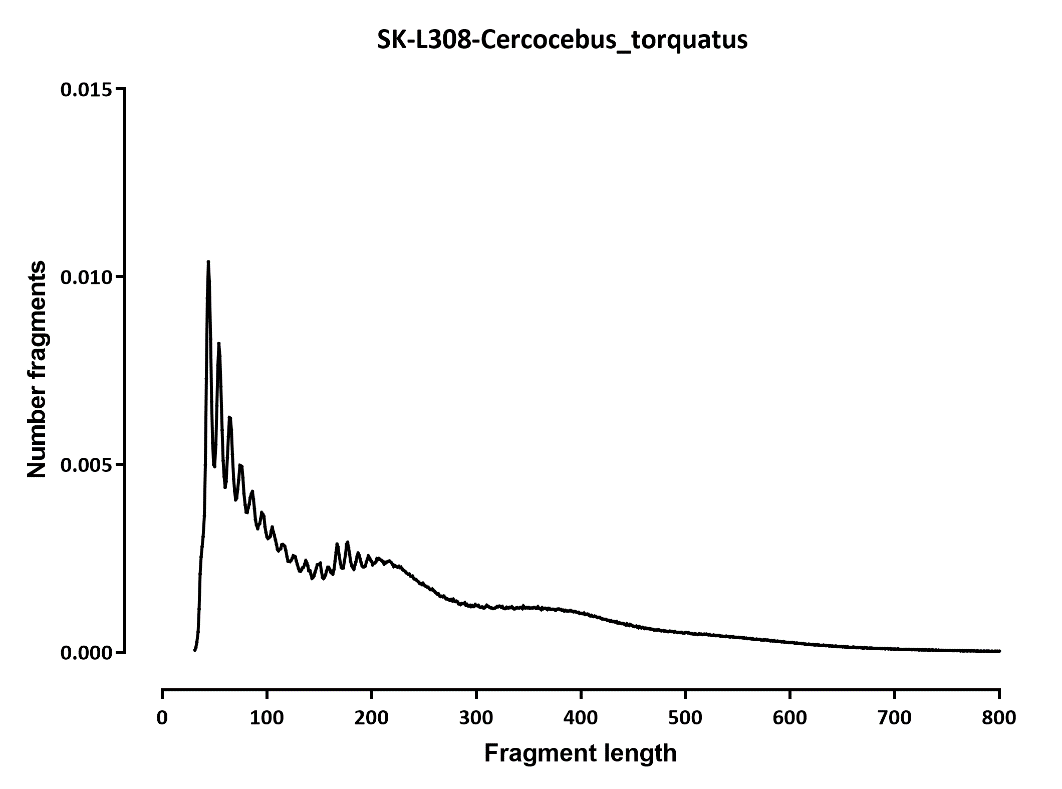 SK-L308-Cercocebus_torquatus
0.015
0.010
0.005
0.000
Number fragments
0 100 200 300 400 500 600 700 800
Fragment length